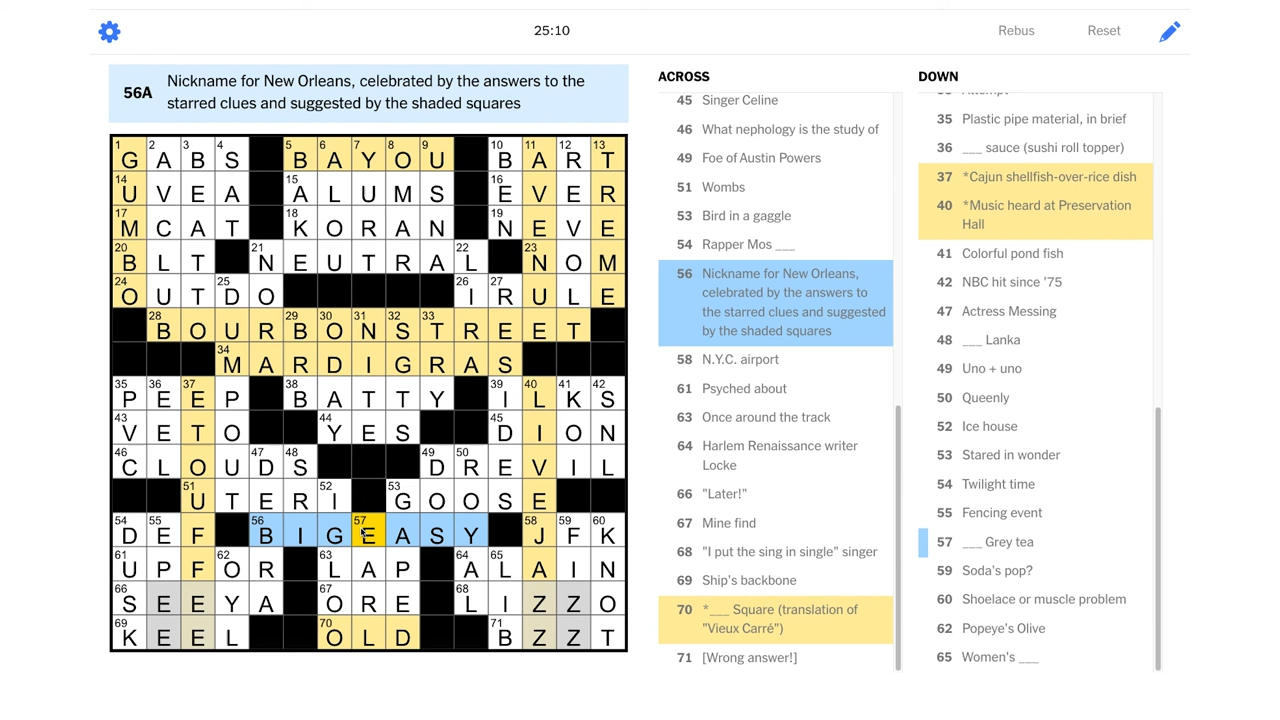 25:10
Rebus
Reset
56A
Nickname for New Orleans, celebrated by the answers to the
starred clues and suggested by the shaded squares
1 2 3 4 5 6 7 8 9 10 11 12 13
G A B S B A Y O U B A R T
14 15 16
U V E A A L U M S E V E R
17 18 19
M C A T K O R A N N E V E
20 21 22 23
B L T N E U T R A L N O M
24 25 26 27
O U T D O I R U L E
28 29 30 31 32 33
B O U R B O N S T R E E T
34
M A R D I G R A S
35 36 37 38 39 40 41 42
P E E P B A T T Y I L K S
43 44 45
V E T O Y E S D I O N
46 47 48 49 50
C L O U D S D R E V I L
51 52 53
U T E R I G O O S E
54 55 56 57 58 59 60
D E F B I G E A S Y J F K
61 62 63 64 65
U P F O R L A P A L A I N
66 67 68
S E E Y A O R E L I Z Z O
69 70 71
K E E L O L D B Z Z T
ACROSS
45 Singer Celine
46 What nephology is the study of
49 Foe of Austin Powers
51 Wombs
53 Bird in a gaggle
54 Rapper Mos ___
56 Nickname for New Orleans,
celebrated by the answers to
the starred clues and suggested
by the shaded squares
58 N.Y.C. airport
61 Psyched about
63 Once around the track
64 Harlem Renaissance writer
Locke
66 "Later!"
67 Mine find
68 "I put the sing in single" singer
69 Ship's backbone
70 *___ Square (translation of
"Vieux Carré")
71 [Wrong answer!]
DOWN
35 Plastic pipe material, in brief
36 ___ sauce (sushi roll topper)
37 *Cajun shellfish-over-rice dish
40 *Music heard at Preservation
Hall
41 Colorful pond fish
42 NBC hit since '75
47 Actress Messing
48 ___ Lanka
49 Uno + uno
50 Queenly
52 Ice house
53 Stared in wonder
54 Twilight time
55 Fencing event
57 ___ Grey tea
59 Soda's pop?
60 Shoelace or muscle problem
62 Popeye's Olive
65 Women's ___